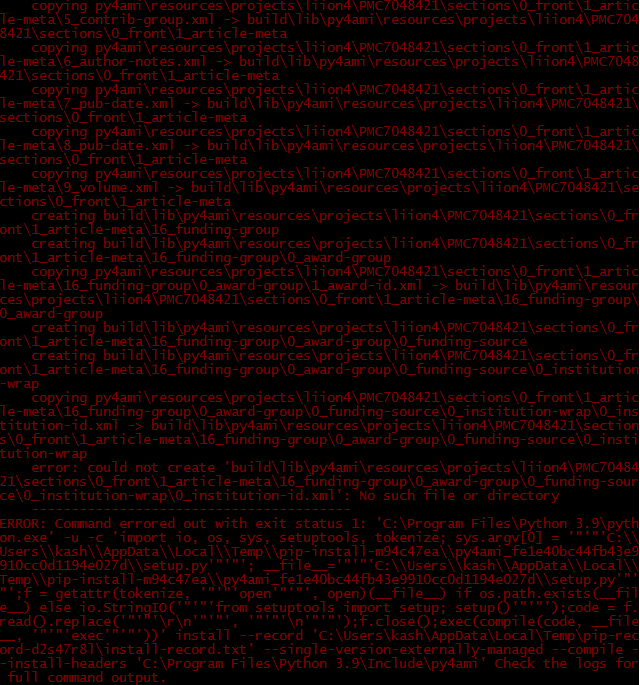 copying py4ami\resources\projects\liion4\PMC7048421\sections\0_front\1_artic
le-meta\5_contrib-group.xml -> build\lib\py4ami\resources\projects\liion4\PMC704
8421\sections\0_front\1_article-meta
    copying py4ami\resources\projects\liion4\PMC7048421\sections\0_front\1_artic
le-meta\6_author-notes.xml -> build\lib\py4ami\resources\projects\liion4\PMC7048
421\sections\0_front\1_article-meta
    copying py4ami\resources\projects\liion4\PMC7048421\sections\0_front\1_artic
le-meta\7_pub-date.xml -> build\lib\py4ami\resources\projects\liion4\PMC7048421\
sections\0_front\1_article-meta
    copying py4ami\resources\projects\liion4\PMC7048421\sections\0_front\1_artic
le-meta\8_pub-date.xml -> build\lib\py4ami\resources\projects\liion4\PMC7048421\
sections\0_front\1_article-meta
    copying py4ami\resources\projects\liion4\PMC7048421\sections\0_front\1_artic
le-meta\9_volume.xml -> build\lib\py4ami\resources\projects\liion4\PMC7048421\se
ctions\0_front\1_article-meta
    creating build\lib\py4ami\resources\projects\liion4\PMC7048421\sections\0_fr
ont\1_article-meta\16_funding-group
    creating build\lib\py4ami\resources\projects\liion4\PMC7048421\sections\0_fr
ont\1_article-meta\16_funding-group\0_award-group
    copying py4ami\resources\projects\liion4\PMC7048421\sections\0_front\1_artic
le-meta\16_funding-group\0_award-group\1_award-id.xml -> build\lib\py4ami\resour
ces\projects\liion4\PMC7048421\sections\0_front\1_article-meta\16_funding-group\
0_award-group
    creating build\lib\py4ami\resources\projects\liion4\PMC7048421\sections\0_fr
ont\1_article-meta\16_funding-group\0_award-group\0_funding-source
    creating build\lib\py4ami\resources\projects\liion4\PMC7048421\sections\0_fr
ont\1_article-meta\16_funding-group\0_award-group\0_funding-source\0_institution
-wrap
    copying py4ami\resources\projects\liion4\PMC7048421\sections\0_front\1_artic
le-meta\16_funding-group\0_award-group\0_funding-source\0_institution-wrap\0_ins
titution-id.xml -> build\lib\py4ami\resources\projects\liion4\PMC7048421\section
s\0_front\1_article-meta\16_funding-group\0_award-group\0_funding-source\0_insti
tution-wrap
    error: could not create 'build\lib\py4ami\resources\projects\liion4\PMC70484
21\sections\0_front\1_article-meta\16_funding-group\0_award-group\0_funding-sour
ce\0_institution-wrap\0_institution-id.xml': No such file or directory
    ----------------------------------------
ERROR: Command errored out with exit status 1: 'C:\Program Files\Python 3.9\pyth
on.exe' -u -c 'import io, os, sys, setuptools, tokenize; sys.argv[0] = '"'"'C:\\
Users\\kash\\AppData\\Local\\Temp\\pip-install-m94c47ea\\py4ami_fe1e40bc44fb43e9
910cc0d1194e027d\\setup.py'"'"'; __file__='"'"'C:\\Users\\kash\\AppData\\Local\\
Temp\\pip-install-m94c47ea\\py4ami_fe1e40bc44fb43e9910cc0d1194e027d\\setup.py'"'
"';f = getattr(tokenize, '"'"'open'"'"', open)(__file__) if os.path.exists(__fil
e__) else io.StringIO('"'"'from setuptools import setup; setup()'"'"');code = f.
read().replace('"'"'\r\n'"'"', '"'"'\n'"'"');f.close();exec(compile(code, __file
__, '"'"'exec'"'"'))' install --record 'C:\Users\kash\AppData\Local\Temp\pip-rec
ord-d2s47r8l\install-record.txt' --single-version-externally-managed --compile -
-install-headers 'C:\Program Files\Python 3.9\Include\py4ami' Check the logs for
 full command output.